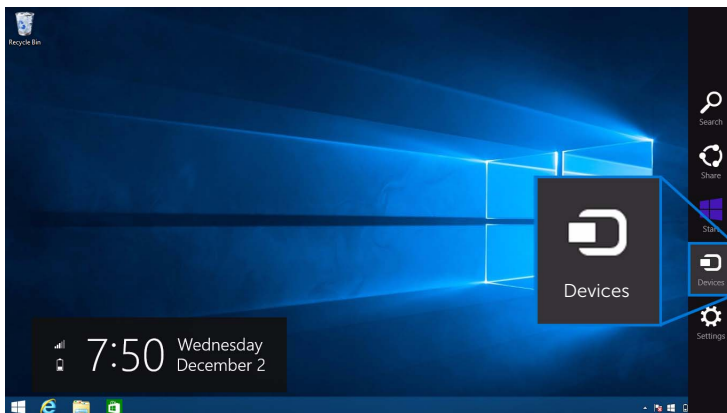 Recycle Bin
Search
Share
Start
Devices
Devices
Settings
7:50
Wednesday
December 2